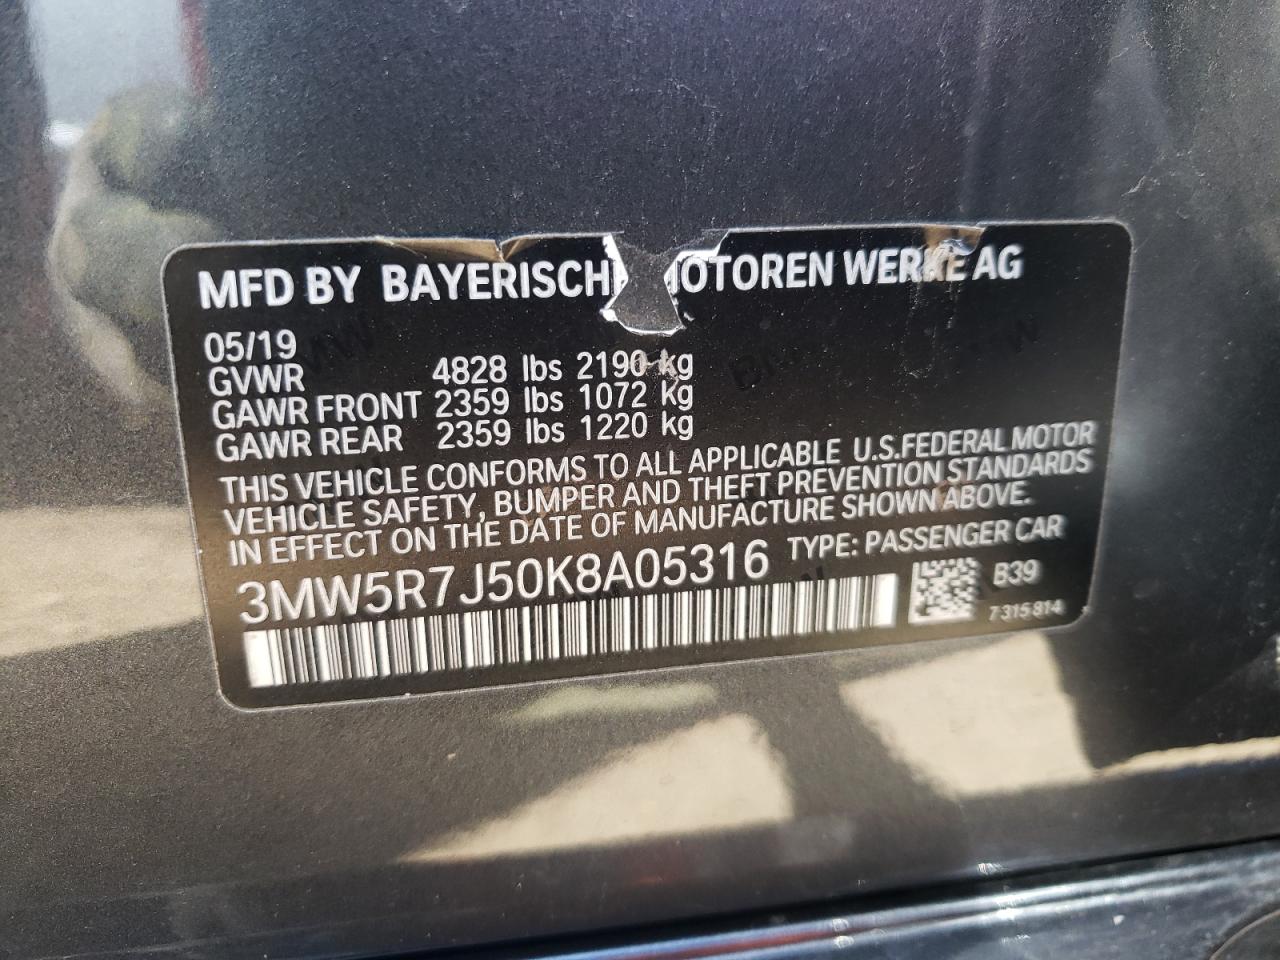 MFD BY BAYERISCH OTOREN WERKE AG
05/19
GVWR 4828 lbs 2190 kg
GAWR FRONT 2359 lbs 1072 kg
GAWR REAR 2359 lbs 1220 kg
THIS VEHICLE CONFORMS TO ALL APPLICABLE U.S.FEDERAL MOTOR
VEHICLE SAFETY, BUMPER AND THEFT PREVENTION STANDARDS
IN EFFECT ON THE DATE OF MANUFACTURE SHOWN ABOVE.
3MW5R7J50K8A05316 TYPE: PASSENGER CAR
B39
7 315 814